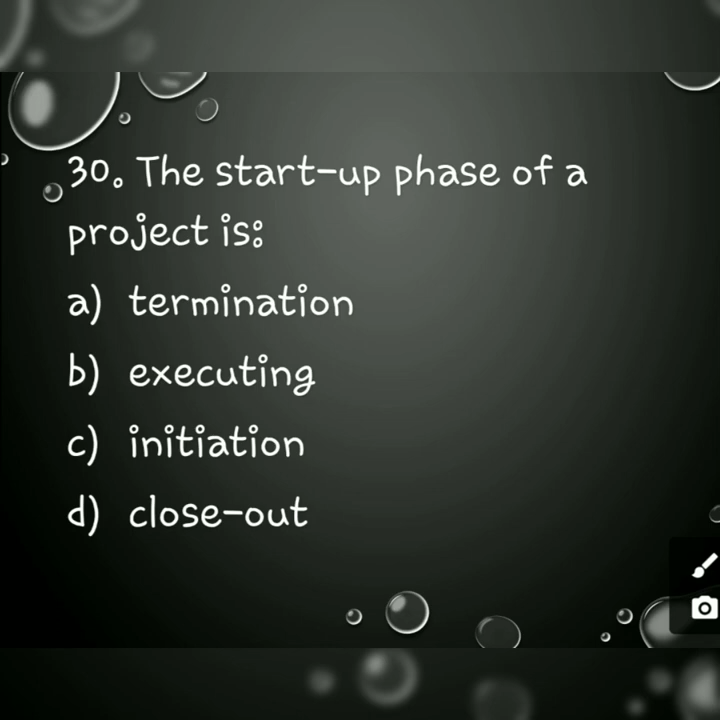 30. The start-up phase of a
project is:
a) termination
b) executing
c) initiation
d) close-out